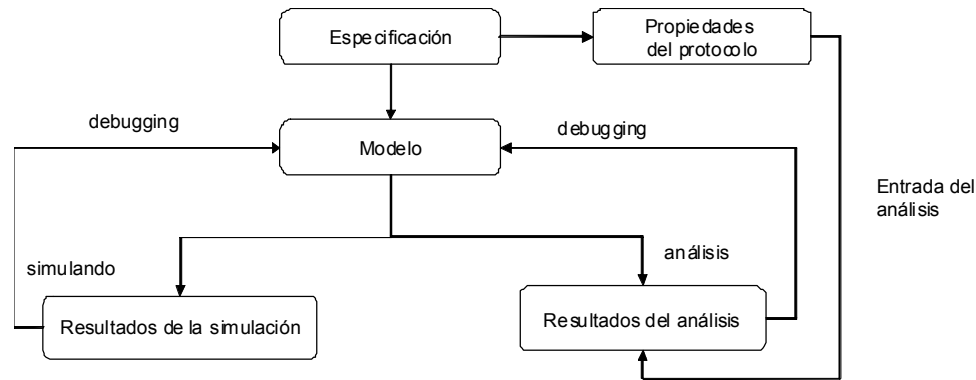 Especificación
Propiedades
del protocolo
debugging
debugging
Modelo
Entrada del
análisis
simulando
análisis
Resultados de la simulación
Resultados del análisis